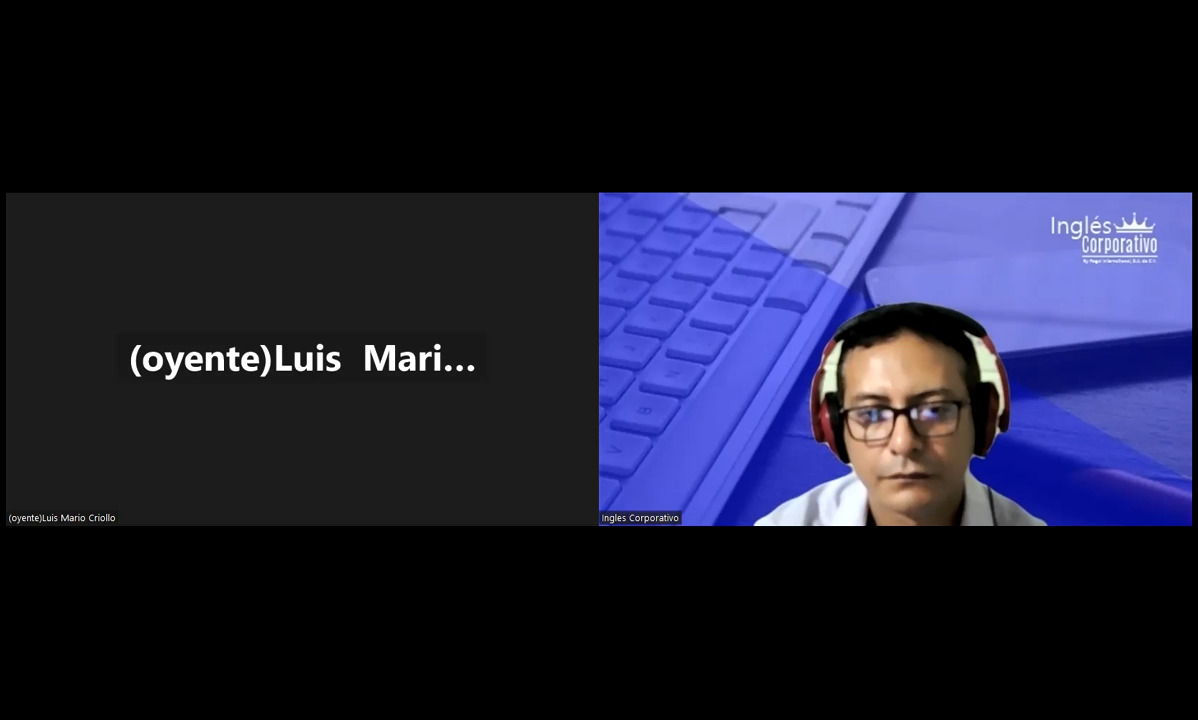 (oyente)Luis Mari...
(oyente)Luis Mario Criollo
Inglés
Corporativo
Ingles Corporativo